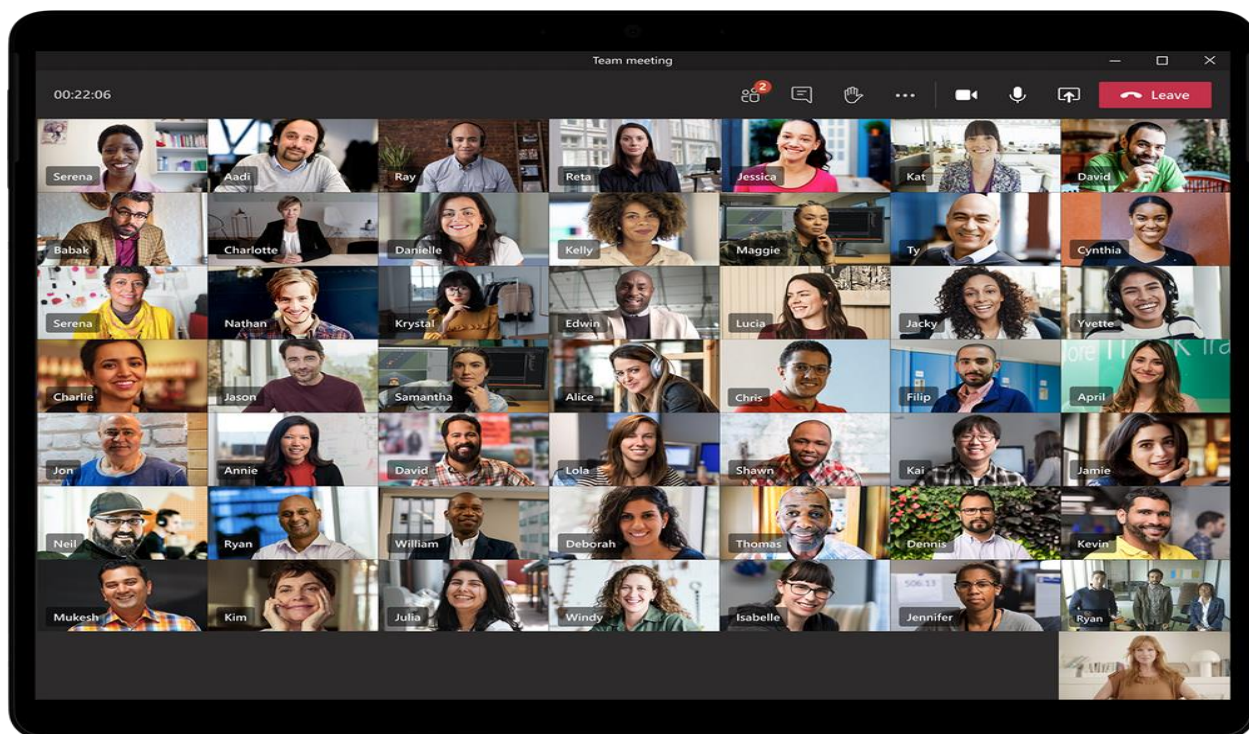 Team meeting
00:22:06
2
Leave
Serena
Aadi
Ray
Reta
Jessica
Kat
David
Babak
Charlotte
Danielle
Kelly
Maggie
Ty
Cynthia
Serena
Nathan
Krystal
Edwin
Lucia
Jacky
Yvette
Charlie
Jason
Samantha
Alice
Chris
Filip
April
Jon
Annie
David
Lola
Shawn
Kai
Jamie
Neil
Ryan
William
Deborah
Thomas
Dennis
Kevin
Mukesh
Kim
Julia
Windy
Isabelle
Jennifer
506.13
Ryan